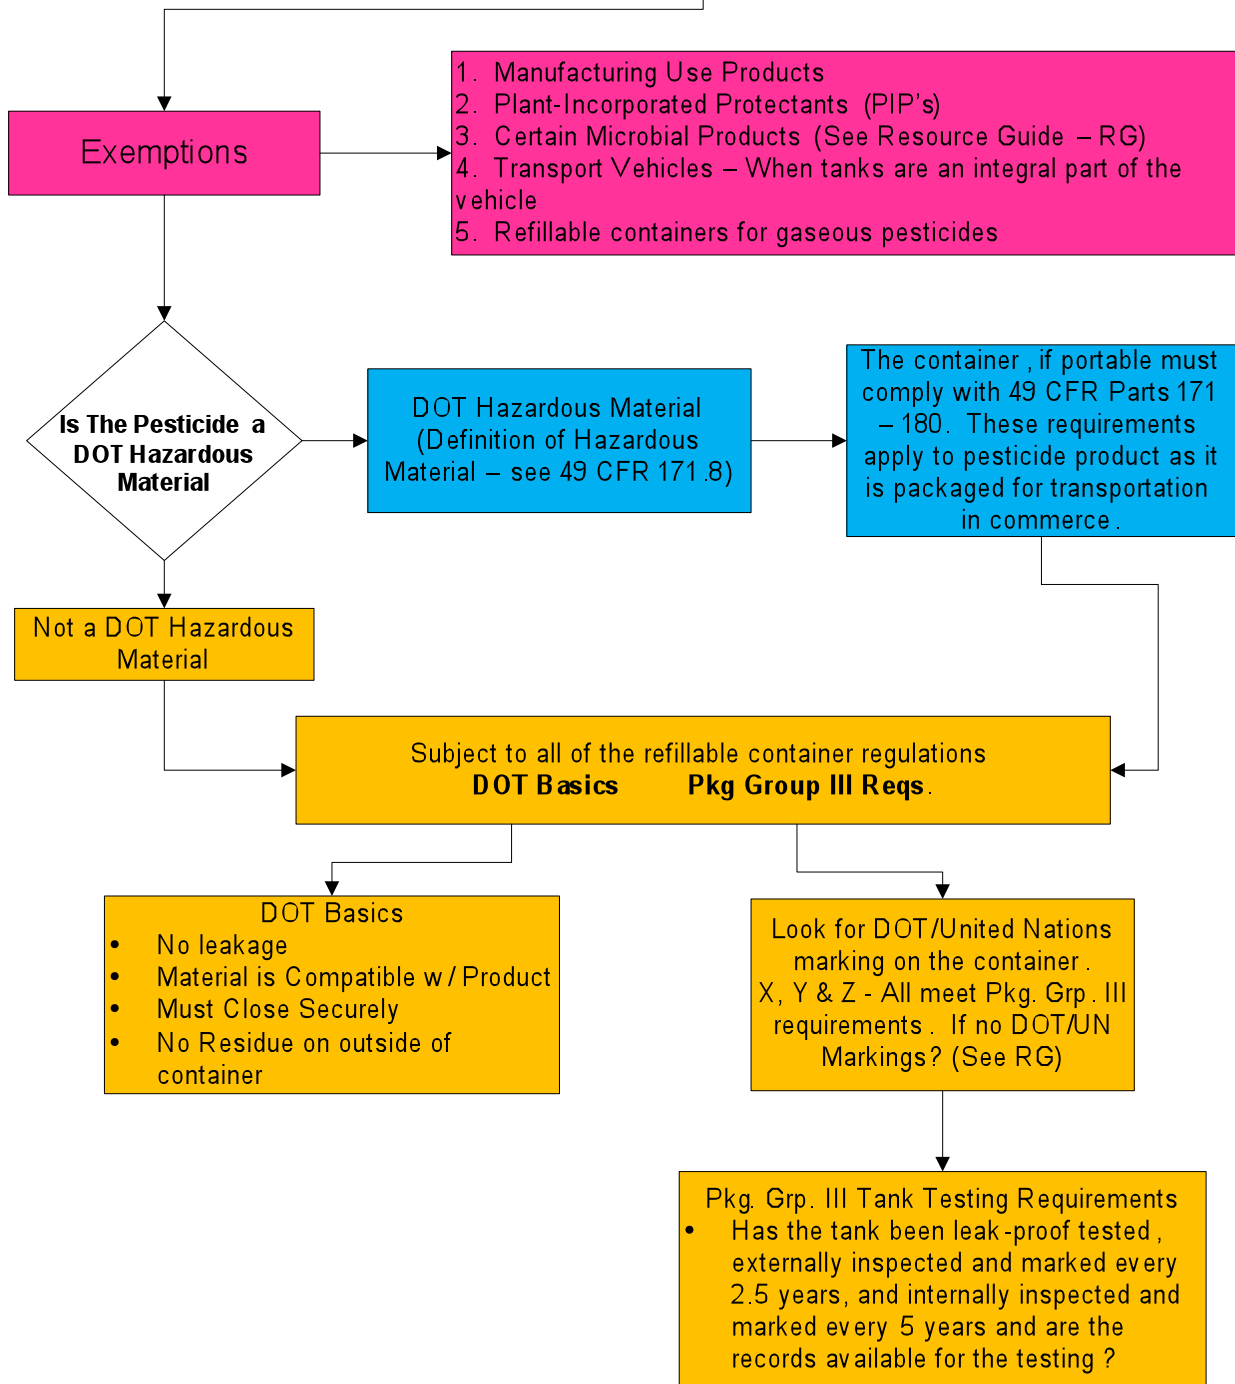 Exemptions
1. Manufacturing Use Products
2. Plant-Incorporated Protectants (PIP's)
3. Certain Microbial Products (See Resource Guide – RG)
4. Transport Vehicles – When tanks are an integral part of the
vehicle
5. Refillable containers for gaseous pesticides
Is The Pesticide a
DOT Hazardous
Material
DOT Hazardous Material
(Definition of Hazardous
Material – see 49 CFR 171.8)
The container, if portable must
comply with 49 CFR Parts 171
– 180. These requirements
apply to pesticide product as it
is packaged for transportation
in commerce.
Not a DOT Hazardous
Material
Subject to all of the refillable container regulations
DOT Basics Pkg Group III Reqs.
DOT Basics
• No leakage
• Material is Compatible w/ Product
• Must Close Securely
• No Residue on outside of
container
Look for DOT/United Nations
marking on the container.
X, Y & Z - All meet Pkg. Grp. III
requirements. If no DOT/UN
Markings? (See RG)
Pkg. Grp. III Tank Testing Requirements
• Has the tank been leak-proof tested,
externally inspected and marked every
2.5 years, and internally inspected and
marked every 5 years and are the
records available for the testing?